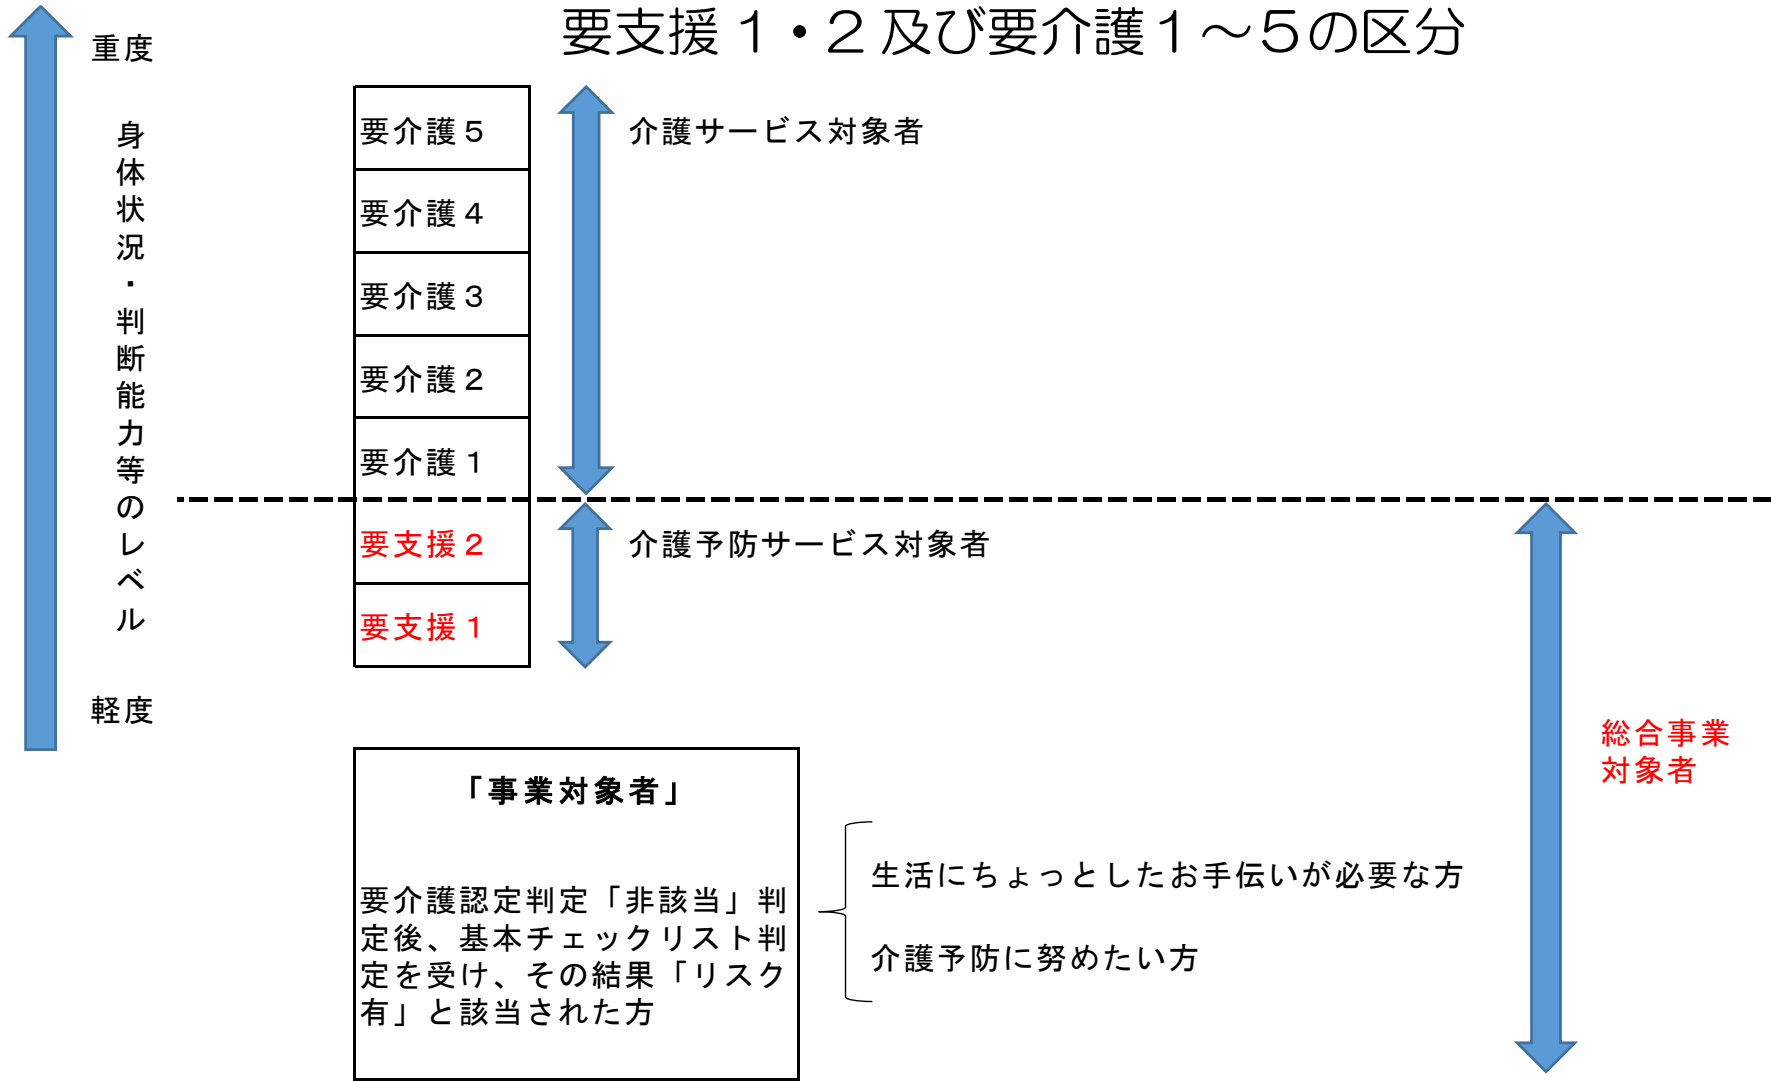 要支援１・２及び要介護１～５の区分
重度
身体状況・判断能力等のレベル
軽度
要介護５
介護サービス対象者
要介護４
要介護３
要介護２
要介護１
要支援２
介護予防サービス対象者
要支援１
総合事業
対象者
「事業対象者」
要介護認定判定「非該当」判
定後、基本チェックリスト判
定を受け、その結果「リスク
有」と該当された方
生活にちょっとしたお手伝いが必要な方
介護予防に努めたい方